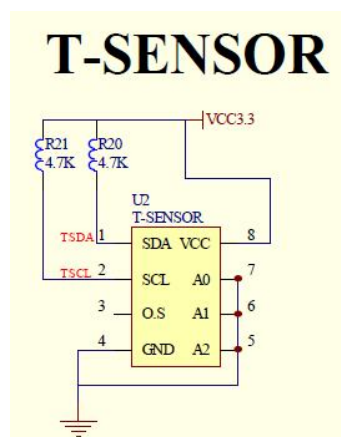 T-SENSOR
VCC3.3
R21 R20
4.7K 4.7K
U2
T-SENSOR
TSDA 1 SDA VCC 8
TSCL 2 SCL A0 7
3 O.S A1 6
4 GND A2 5